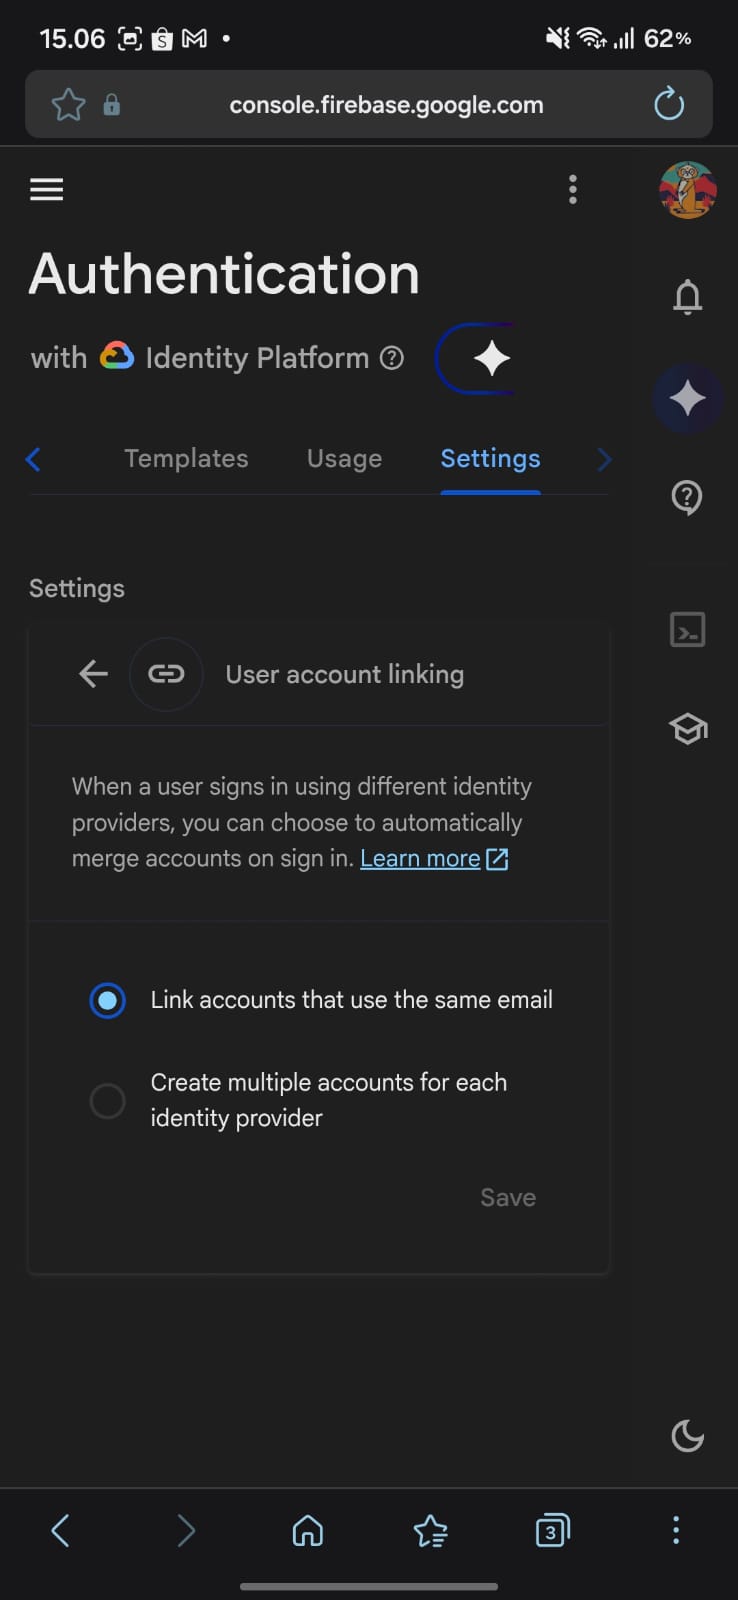 15.06
62%
console.firebase.google.com
Authentication
with Identity Platform
Templates Usage Settings
Settings
User account linking
When a user signs in using different identity
providers, you can choose to automatically
merge accounts on sign in. Learn more
Link accounts that use the same email
Create multiple accounts for each
identity provider
Save
3